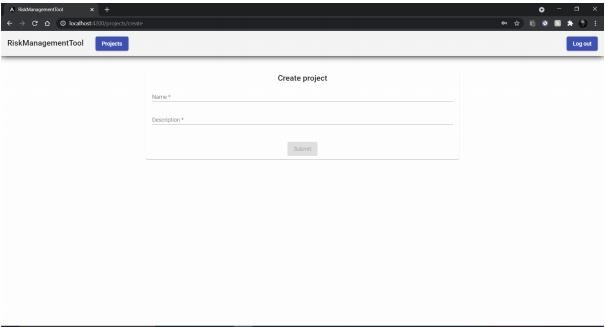 RiskManagementTool
localhost:4200/projects/create
RiskManagementTool Projects Log out
Create project
Name *
Description *
Submit